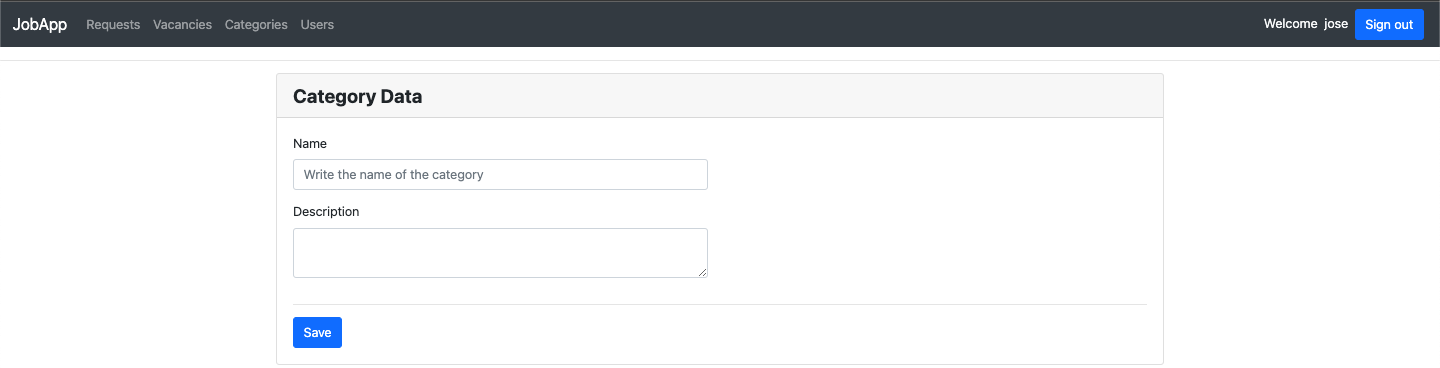 JobApp Requests Vacancies Categories Users Welcome jose Sign out
Category Data
Name
Write the name of the category
Description
Save